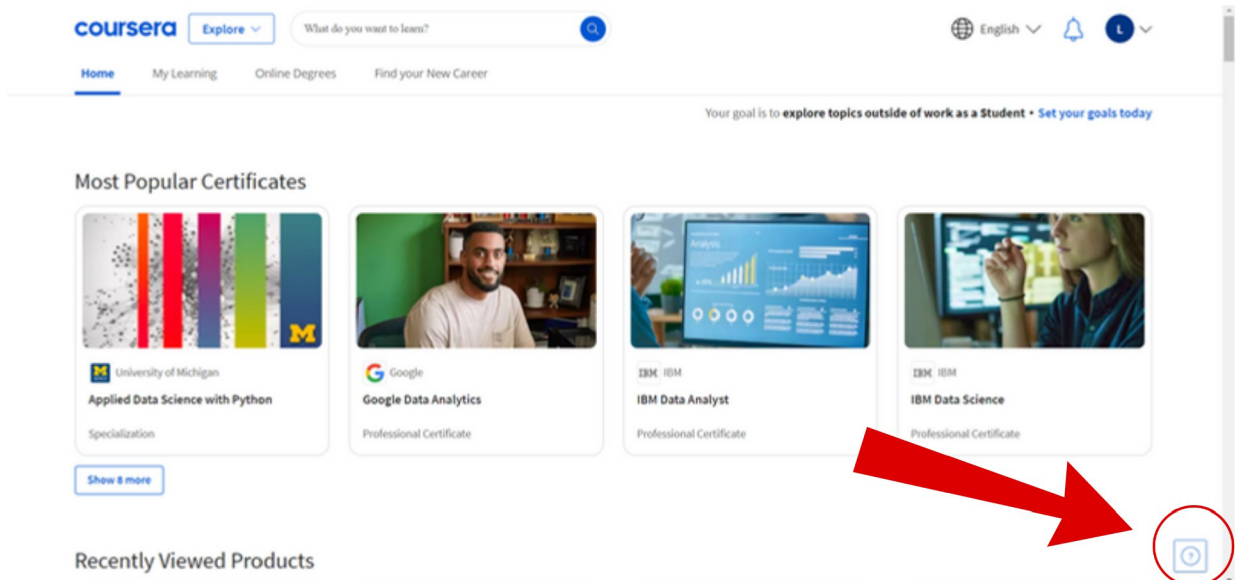 coursera Explore What do you want to learn? English L
Home My Learning Online Degrees Find your New Career
Your goal is to explore topics outside of work as a Student • Set your goals today
Most Popular Certificates
Analysis
M
M University of Michigan
Applied Data Science with Python
Specialization
G Google
Google Data Analytics
Professional Certificate
IBM IBM
IBM Data Analyst
Professional Certificate
IBM IBM
IBM Data Science
Professional Certificate
Show 8 more
Recently Viewed Products
?